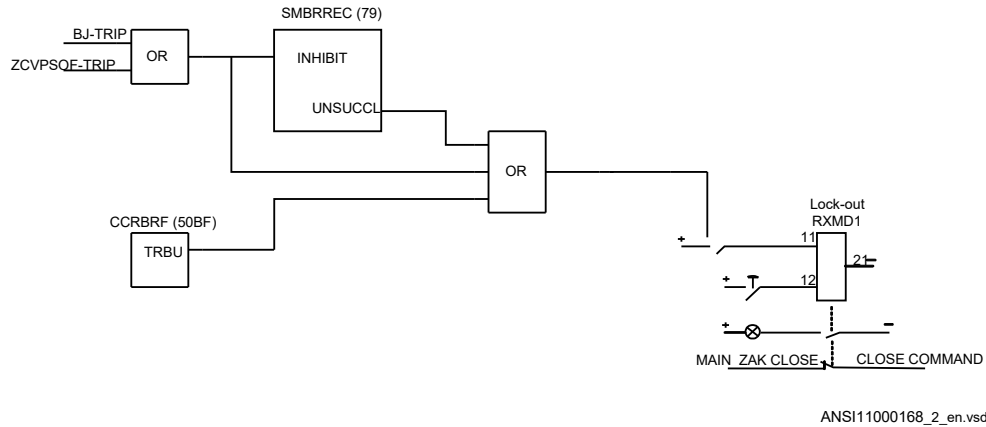 SMBRREC (79)
BJ-TRIP
OR
INHIBIT
ZCVPSOF-TRIP
UNSUCCL
OR
CCRBRF (50BF)
TRBU
Lock-out
RXMD1
+
11
21
+
12
+
MAIN ZAK CLOSE
CLOSE COMMAND
ANSI11000168_2_en.vsd